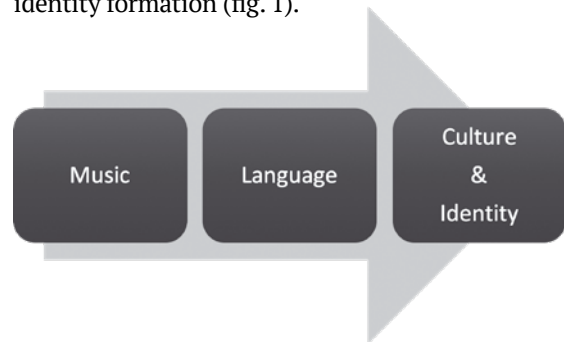 identity formation (fig. 1).
Music
Language
Culture
&
Identity